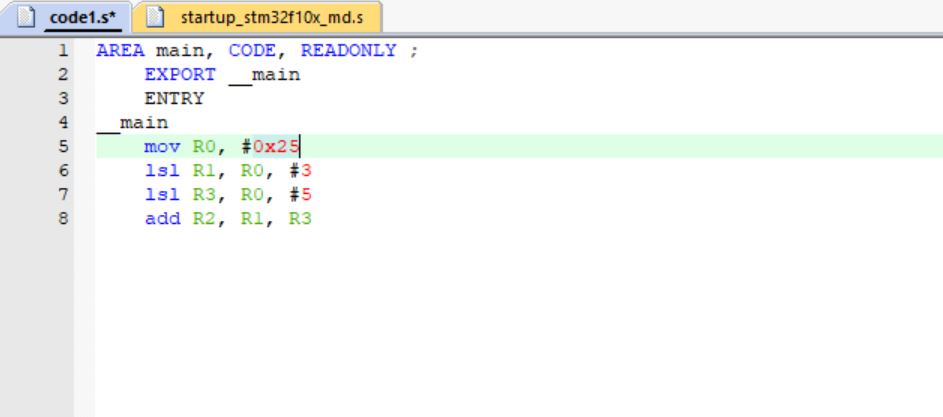 code1.s* startup_stm32f10x_md.s
1 AREA main, CODE, READONLY ;
2 EXPORT __main
3 ENTRY
4 __main
5 mov R0, #0x25
6 lsl R1, R0, #3
7 lsl R3, R0, #5
8 add R2, R1, R3